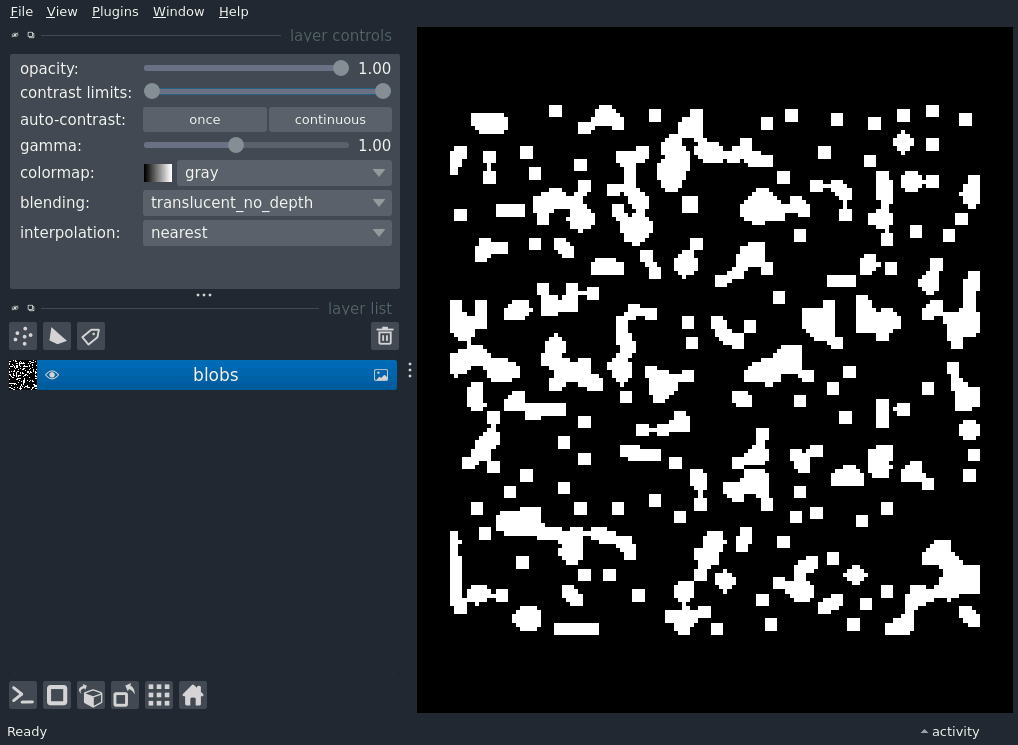 File View Plugins Window Help
layer controls
opacity: 1.00
contrast limits:
auto-contrast: once continuous
gamma: 1.00
colormap: gray
blending: translucent_no_depth
interpolation: nearest
layer list
blobs
Ready activity